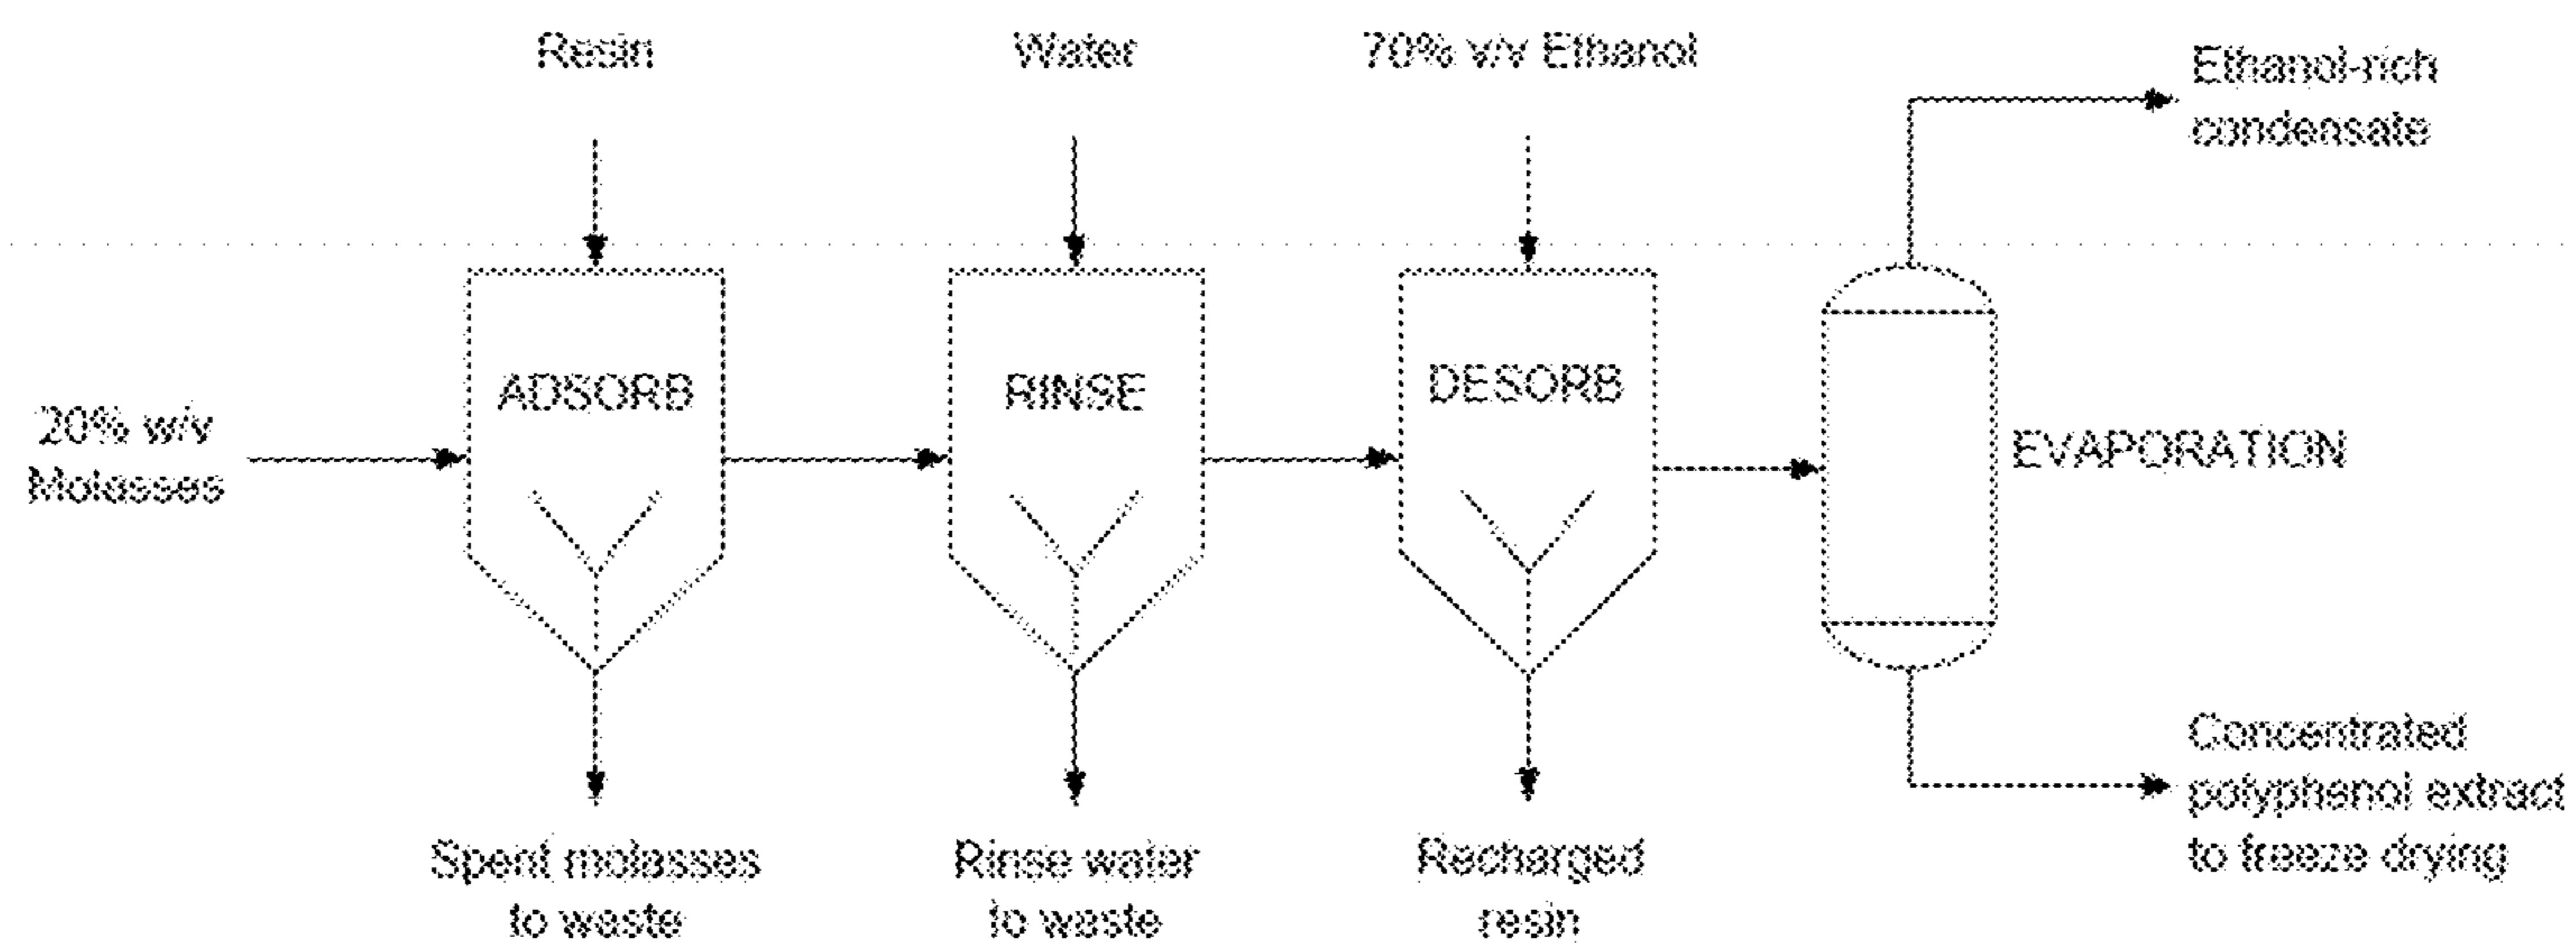 Resin
Water
70% v/v Ethanol
Ethanol-rich
condensate
ADSORB
RINSE
DESORB
EVAPORATION
20% w/v
Molasses
Spent molasses
to waste
Rinse water
to waste
Recharged
resin
Concentrated
polyphenol extract
to freeze drying